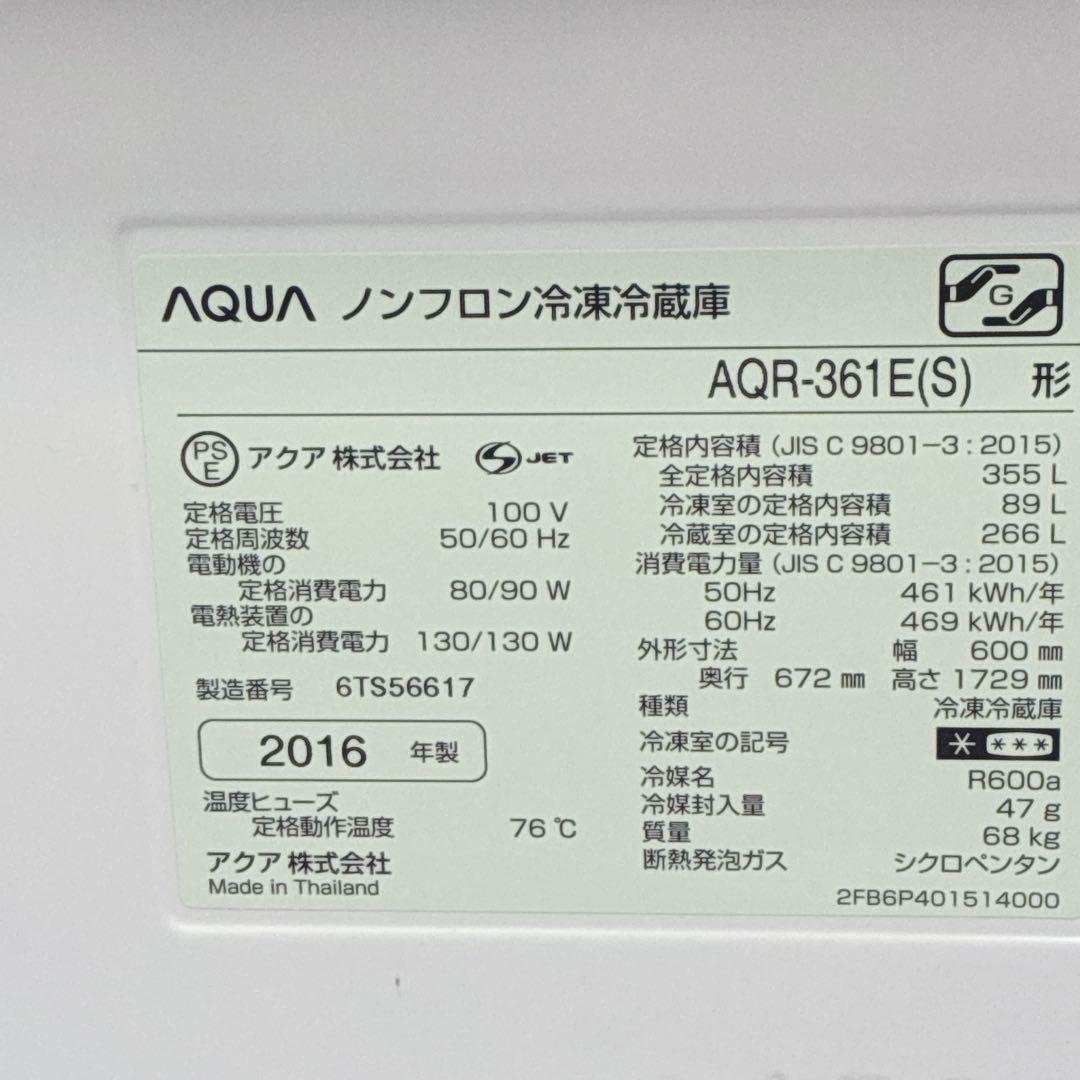 AQUA ノンフロン冷凍冷蔵庫
G
AQR-361E(S) 形
PS
E
アクア 株式会社
S JET
定格電圧 100 V
定格周波数 50/60 Hz
電動機の
定格消費電力 80/90 W
電熱装置の
定格消費電力 130/130 W
製造番号 6TS56617
2016 年製
温度ヒューズ
定格動作温度 76 ℃
アクア 株式会社
Made in Thailand
定格内容積 (JIS C 9801-3 : 2015)
全定格内容積 355 L
冷凍室の定格内容積 89 L
冷蔵室の定格内容積 266 L
消費電力量 (JIS C 9801-3 : 2015)
50Hz 461 kWh/年
60Hz 469 kWh/年
外形寸法 幅 600 ㎜
奥行 672 ㎜ 高さ 1729 ㎜
種類 冷凍冷蔵庫
冷凍室の記号 * ***
冷媒名 R600a
冷媒封入量 47 g
質量 68 kg
断熱発泡ガス シクロペンタン
2FB6P401514000